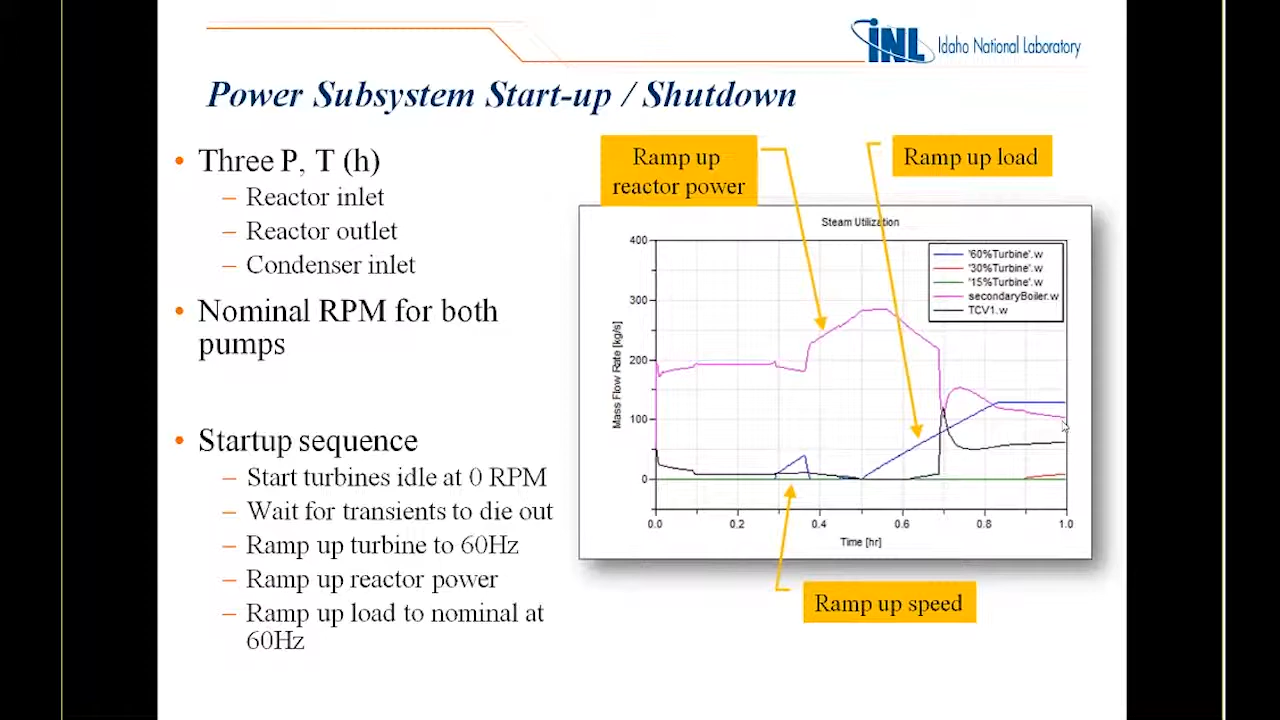 INL Idaho National Laboratory
Power Subsystem Start-up / Shutdown
• Three P, T (h)
– Reactor inlet
– Reactor outlet
– Condenser inlet
• Nominal RPM for both
pumps
• Startup sequence
– Start turbines idle at 0 RPM
– Wait for transients to die out
– Ramp up turbine to 60Hz
– Ramp up reactor power
– Ramp up load to nominal at
60Hz
Ramp up
reactor power
Ramp up load
Steam Utilization
'60%Turbine'.w
'30%Turbine'.w
'15%Turbine'.w
secondaryBoiler.w
TCV1.w
Mass Flow Rate [kg/s]
400
300
200
100
0
0.0 0.2 0.4 0.6 0.8 1.0
Time [hr]
Ramp up speed